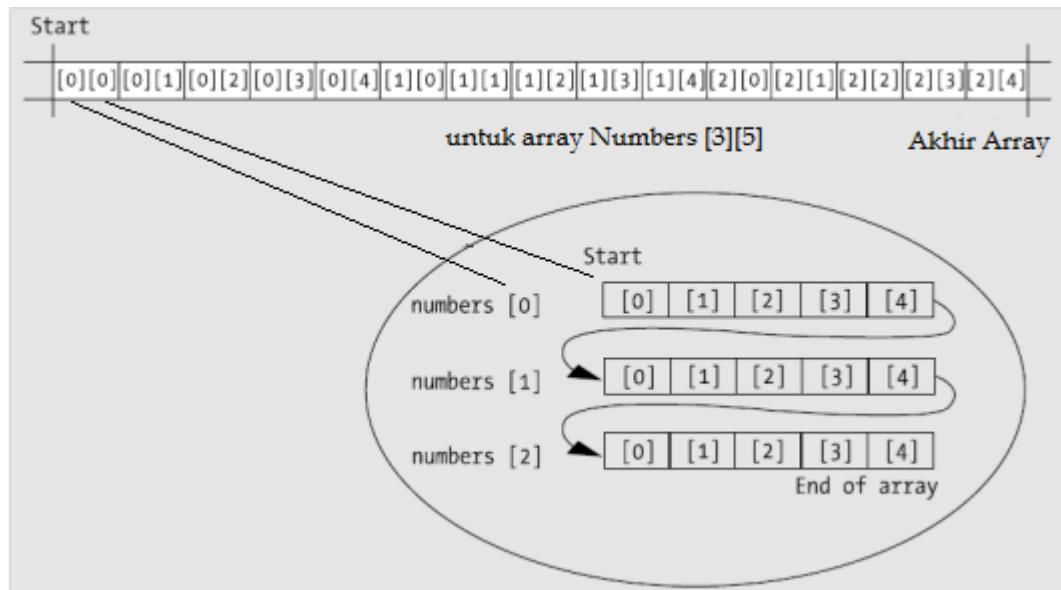 Start
[0][0] [0][1] [0][2] [0][3] [0][4] [1][0] [1][1] [1][2] [1][3] [1][4] [2][0] [2][1] [2][2] [2][3] [2][4]
untuk array Numbers [3][5] Akhir Array
Start
numbers [0] [0] [1] [2] [3] [4]
numbers [1] [0] [1] [2] [3] [4]
numbers [2] [0] [1] [2] [3] [4]
End of array